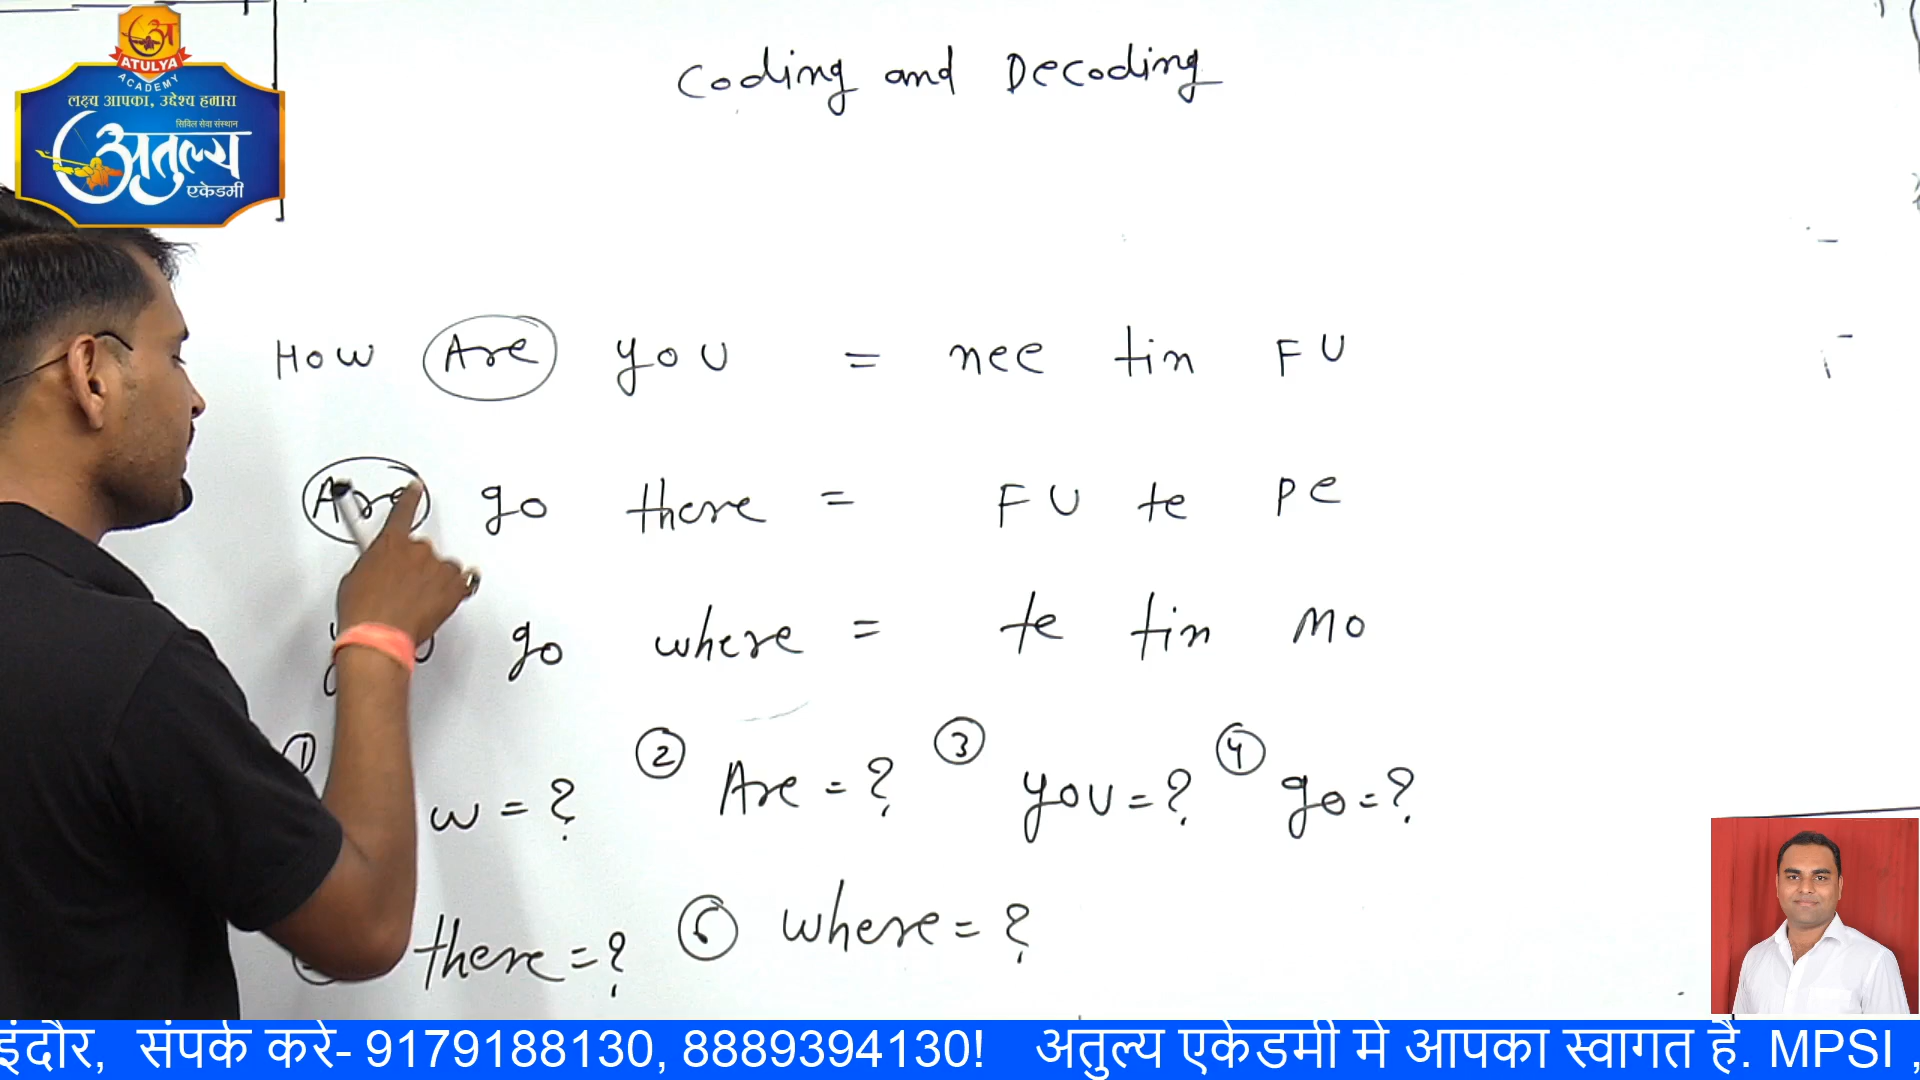 ATULYA
ACADEMY
लक्ष्य आपका, उद्देश्य हमारा
सिविल सेवा संस्थान
अतुल्य
एकेडमी
Coding and Decoding
How Are you = nee tin FU
Are go there = FU te pe
go where = te tin mo
① w = ? ② Are = ? ③ you = ? ④ go = ?
there = ? ⑥ where = ?
इंदौर, संपर्क करे- 9179188130, 8889394130! अतुल्य एकेडमी मे आपका स्वागत है. MPSI ,